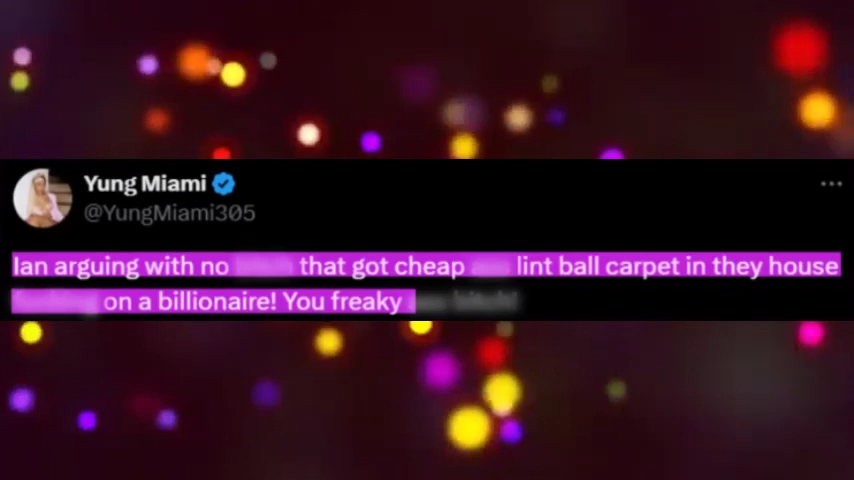 Yung Miami
@YungMiami305
Ian arguing with no that got cheap lint ball carpet in they house
on a billionaire! You freaky